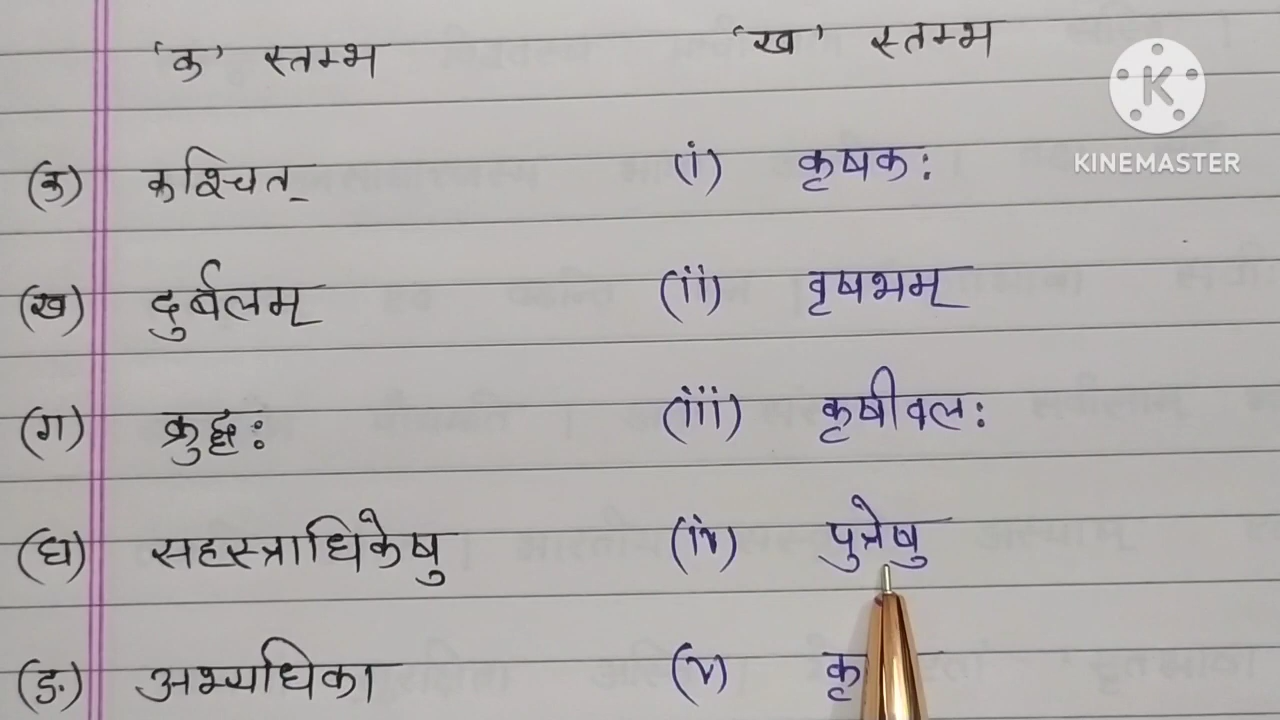 'क' स्तम्भ 'ख' स्तम्भ
KINEMASTER
(क) कश्चित् (i) कृषकः
(ख) दुर्बलम् (ii) वृषभम्
(ग) क्रुद्धः (iii) कृषीवलः
(घ) सहस्त्राधिकेषु (iv) पुत्रेषु
(ङ) अभ्यधिका (v) कृ